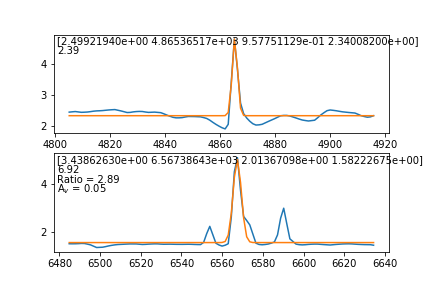 [2.49921940e+00 4.86536517e+03 9.57751129e-01 2.34008200e+00]
2.39
4
3
2
4800 4820 4840 4860 4880 4900 4920
[3.43862630e+00 6.56738643e+03 2.01367098e+00 1.58222675e+00]
6.92
Ratio = 2.89
Av = 0.05
4
2
6480 6500 6520 6540 6560 6580 6600 6620 6640